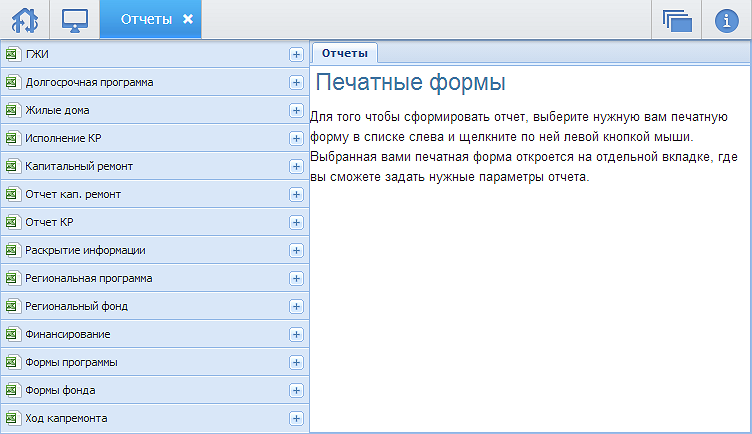 Отчеты
ГЖИ
Долгосрочная программа
Жилые дома
Исполнение КР
Капитальный ремонт
Отчет кап. ремонт
Отчет КР
Раскрытие информации
Региональная программа
Региональный фонд
Финансирование
Формы программы
Формы фонда
Ход капремонта
Отчеты
Печатные формы
Для того чтобы сформировать отчет, выберите нужную вам печатную
форму в списке слева и щелкните по ней левой кнопкой мыши.
Выбранная вами печатная форма откроется на отдельной вкладке, где
вы сможете задать нужные параметры отчета.